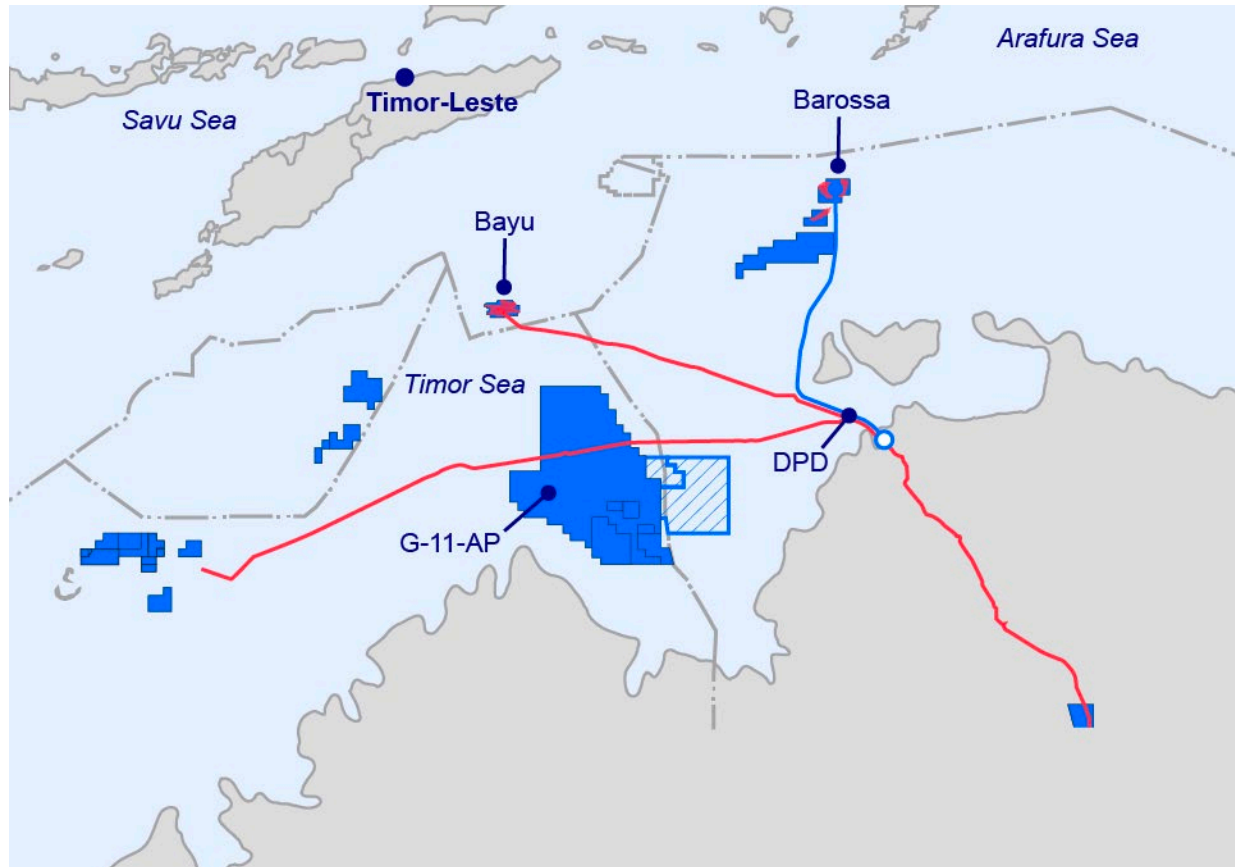 Arafura Sea
Timor-Leste
Barossa
Savu Sea
Bayu
Timor Sea
DPD
G-11-AP